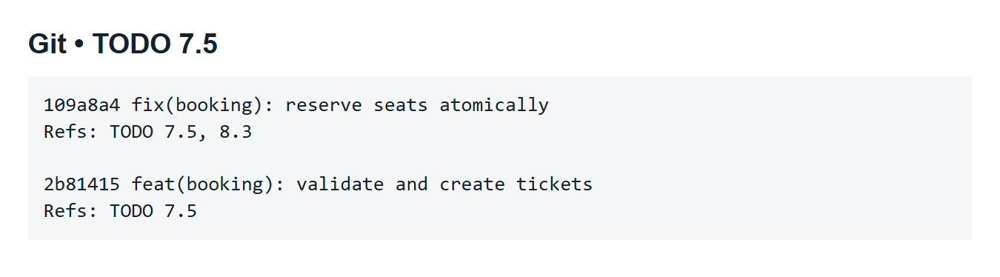 Git • TODO 7.5
109a8a4 fix(booking): reserve seats atomically
Refs: TODO 7.5, 8.3
2b81415 feat(booking): validate and create tickets
Refs: TODO 7.5